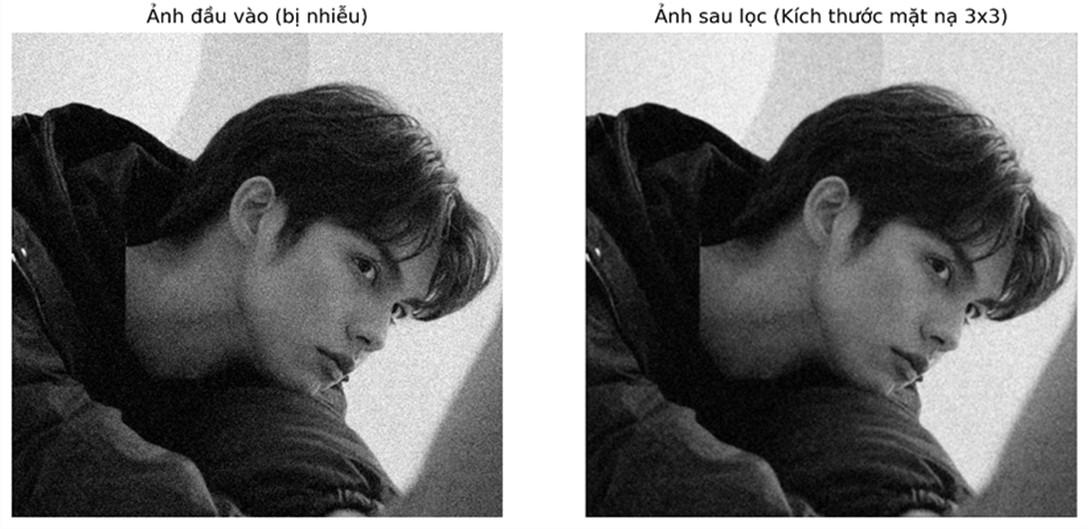 Ảnh đầu vào (bị nhiễu)
Ảnh sau lọc (Kích thước mặt nạ 3x3)